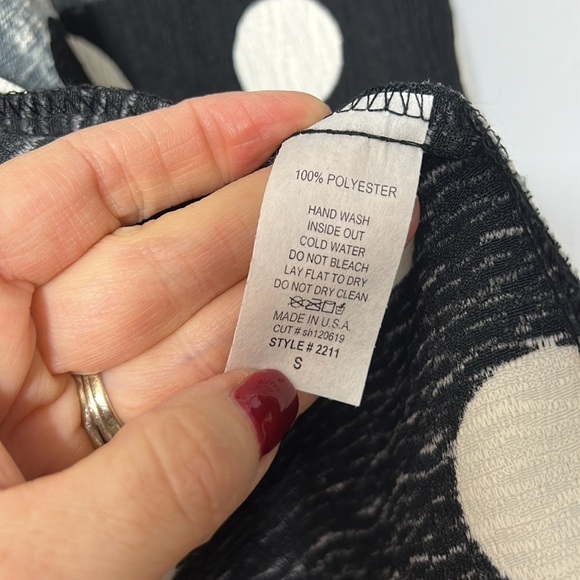 100% POLYESTER
HAND WASH
INSIDE OUT
COLD WATER
DO NOT BLEACH
LAY FLAT TO DRY
DO NOT DRY CLEAN
MADE IN U.S.A.
CUT # sh120619
STYLE # 2211
S